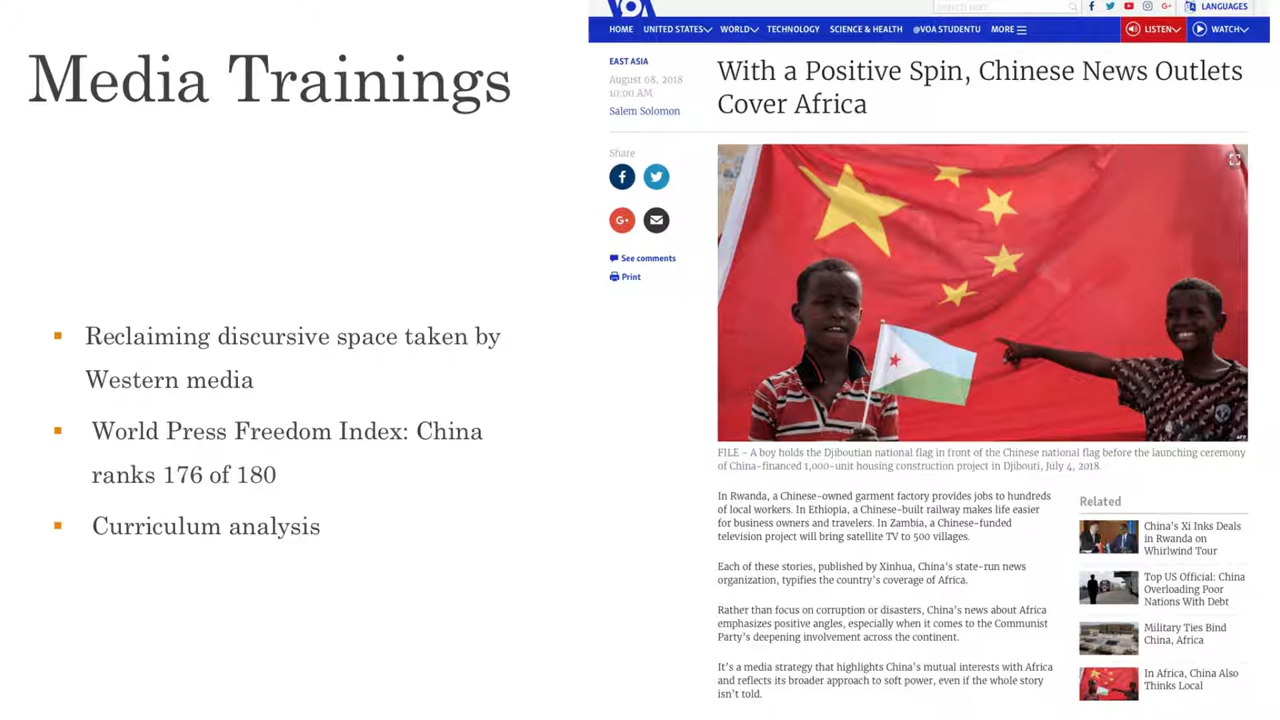 Media Trainings
Reclaiming discursive space taken by
Western media
World Press Freedom Index: China
ranks 176 of 180
Curriculum analysis
VOA
LANGUAGES
HOME UNITED STATES WORLD TECHNOLOGY SCIENCE & HEALTH @VOA STUDENTU MORE LISTEN WATCH
EAST ASIA
August 08, 2018
10:00 AM
Salem Solomon
Share
See comments
Print
With a Positive Spin, Chinese News Outlets
Cover Africa
AFP
FILE - A boy holds the Djiboutian national flag in front of the Chinese national flag before the launching ceremony
of China-financed 1,000-unit housing construction project in Djibouti, July 4, 2018.
In Rwanda, a Chinese-owned garment factory provides jobs to hundreds
of local workers. In Ethiopia, a Chinese-built railway makes life easier
for business owners and travelers. In Zambia, a Chinese-funded
television project will bring satellite TV to 500 villages.
Each of these stories, published by Xinhua, China's state-run news
organization, typifies the country's coverage of Africa.
Rather than focus on corruption or disasters, China's news about Africa
emphasizes positive angles, especially when it comes to the Communist
Party's deepening involvement across the continent.
It's a media strategy that highlights China's mutual interests with Africa
and reflects its broader approach to soft power, even if the whole story
isn't told.
Related
China's Xi Inks Deals
in Rwanda on
Whirlwind Tour
Top US Official: China
Overloading Poor
Nations With Debt
Military Ties Bind
China, Africa
In Africa, China Also
Thinks Local